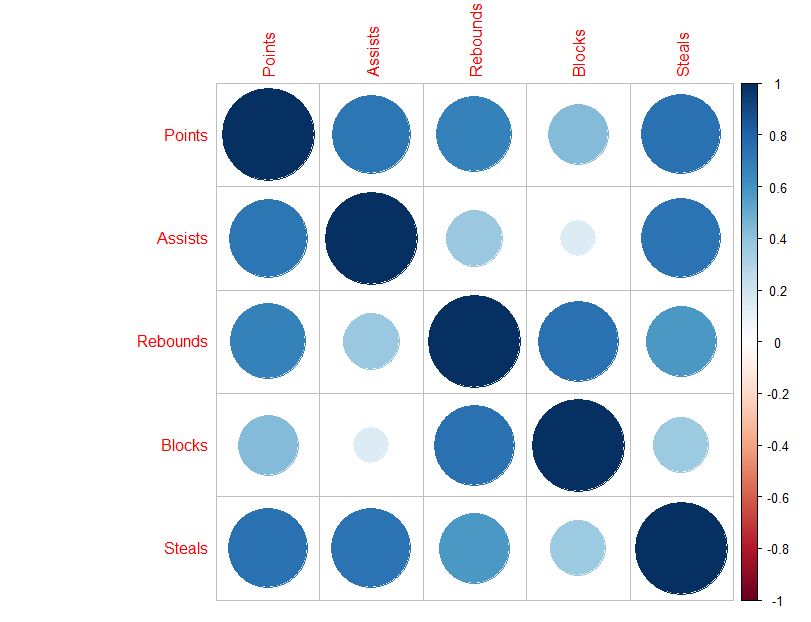 Points
Assists
Rebounds
Blocks
Steals
Points
Assists
Rebounds
Blocks
Steals
1
0.8
0.6
0.4
0.2
0
-0.2
-0.4
-0.6
-0.8
-1